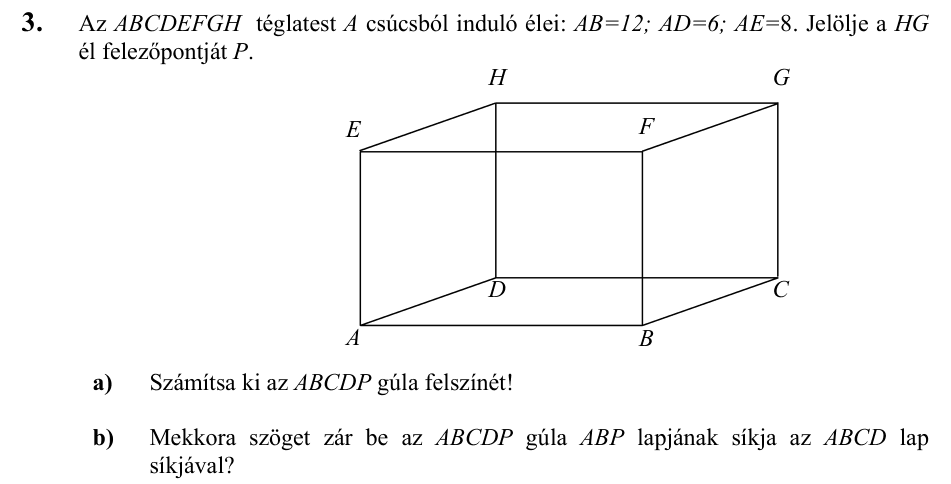 3. Az ABCDEFGH téglatest A csúcsból induló élei: AB=12; AD=6; AE=8. Jelölje a HG
él felezőpontját P.
H G
E F
D C
A B
a) Számítsa ki az ABCDP gúla felszínét!
b) Mekkora szöget zár be az ABCDP gúla ABP lapjának síkja az ABCD lap
síkjával?